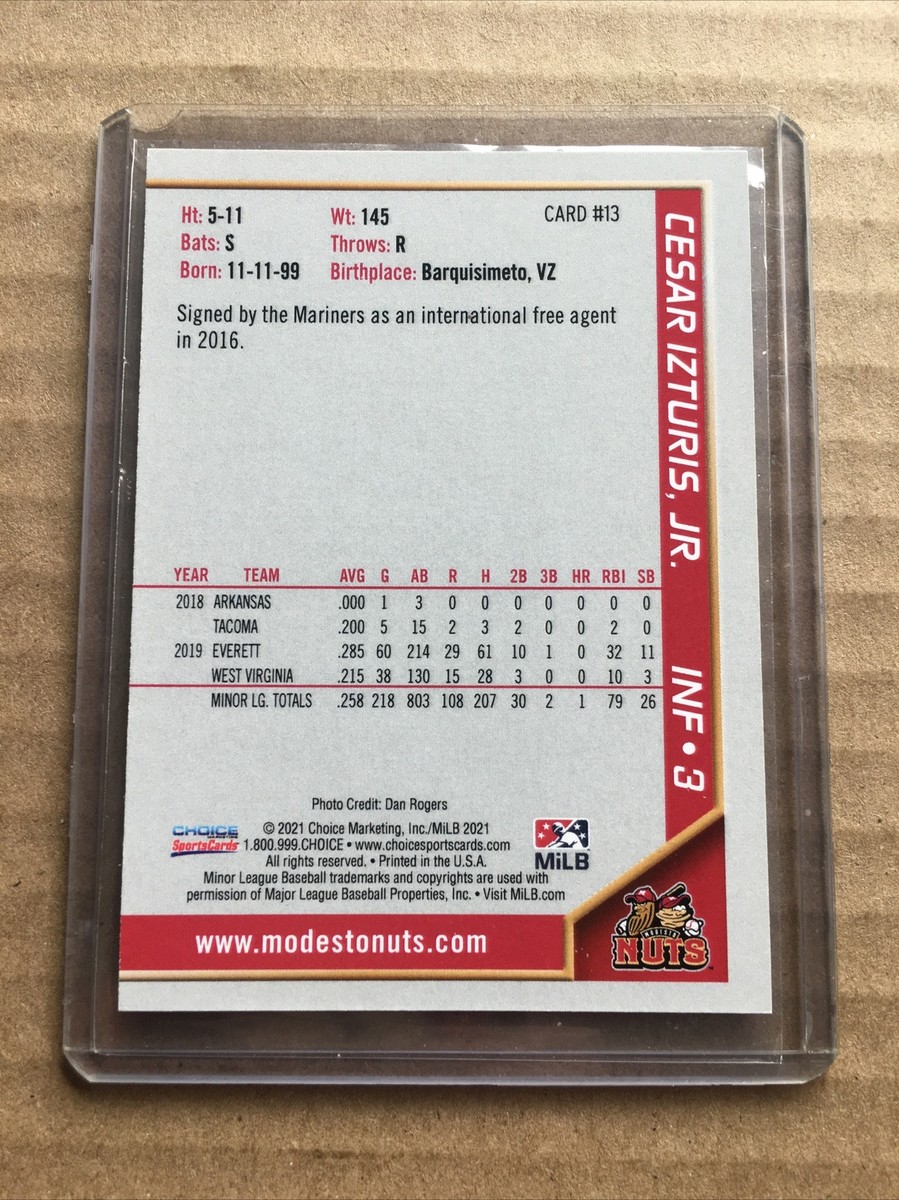 Ht: 5-11 Wt: 145 CARD #13
Bats: S Throws: R
Born: 11-11-99 Birthplace: Barquisimeto, VZ
Signed by the Mariners as an international free agent
in 2016.
CESAR IZTURIS, JR. INF • 3
YEAR TEAM AVG G AB R H 2B 3B HR RBI SB
2018 ARKANSAS .000 1 3 0 0 0 0 0 0 0
TACOMA .200 5 15 2 3 2 0 0 2 0
2019 EVERETT .285 60 214 29 61 10 1 0 32 11
WEST VIRGINIA .215 38 130 15 28 3 0 0 10 3
MINOR LG. TOTALS .258 218 803 108 207 30 2 1 79 26
Photo Credit: Dan Rogers
CHOICE
SportsCards
© 2021 Choice Marketing, Inc./MiLB 2021
1.800.999.CHOICE • www.choicesportscards.com
All rights reserved. • Printed in the U.S.A.
Minor League Baseball trademarks and copyrights are used with
permission of Major League Baseball Properties, Inc. • Visit MiLB.com
MiLB
www.modestonuts.com
MODESTO
NUTS